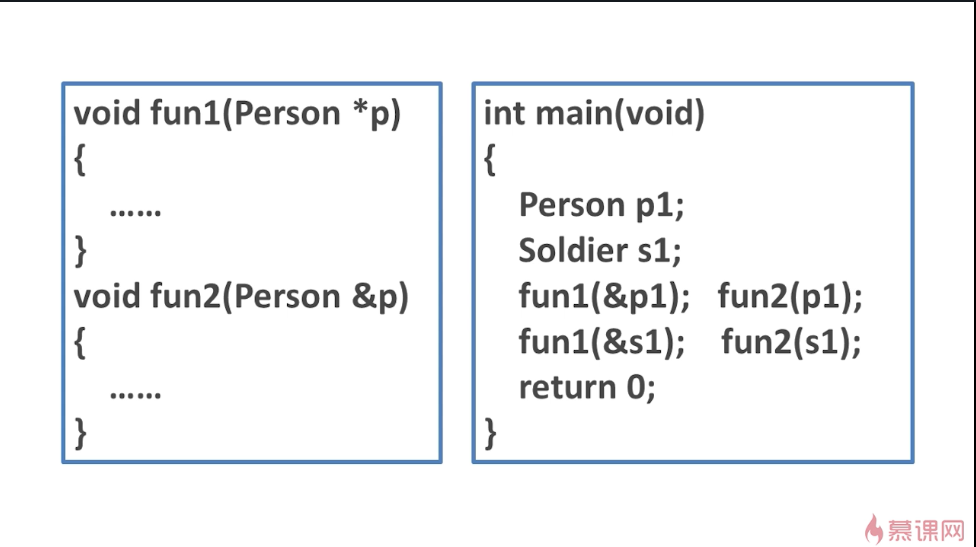 void fun1(Person *p)
{
……
}
void fun2(Person &p)
{
……
}
int main(void)
{
Person p1;
Soldier s1;
fun1(&p1); fun2(p1);
fun1(&s1); fun2(s1);
return 0;
}
慕课网